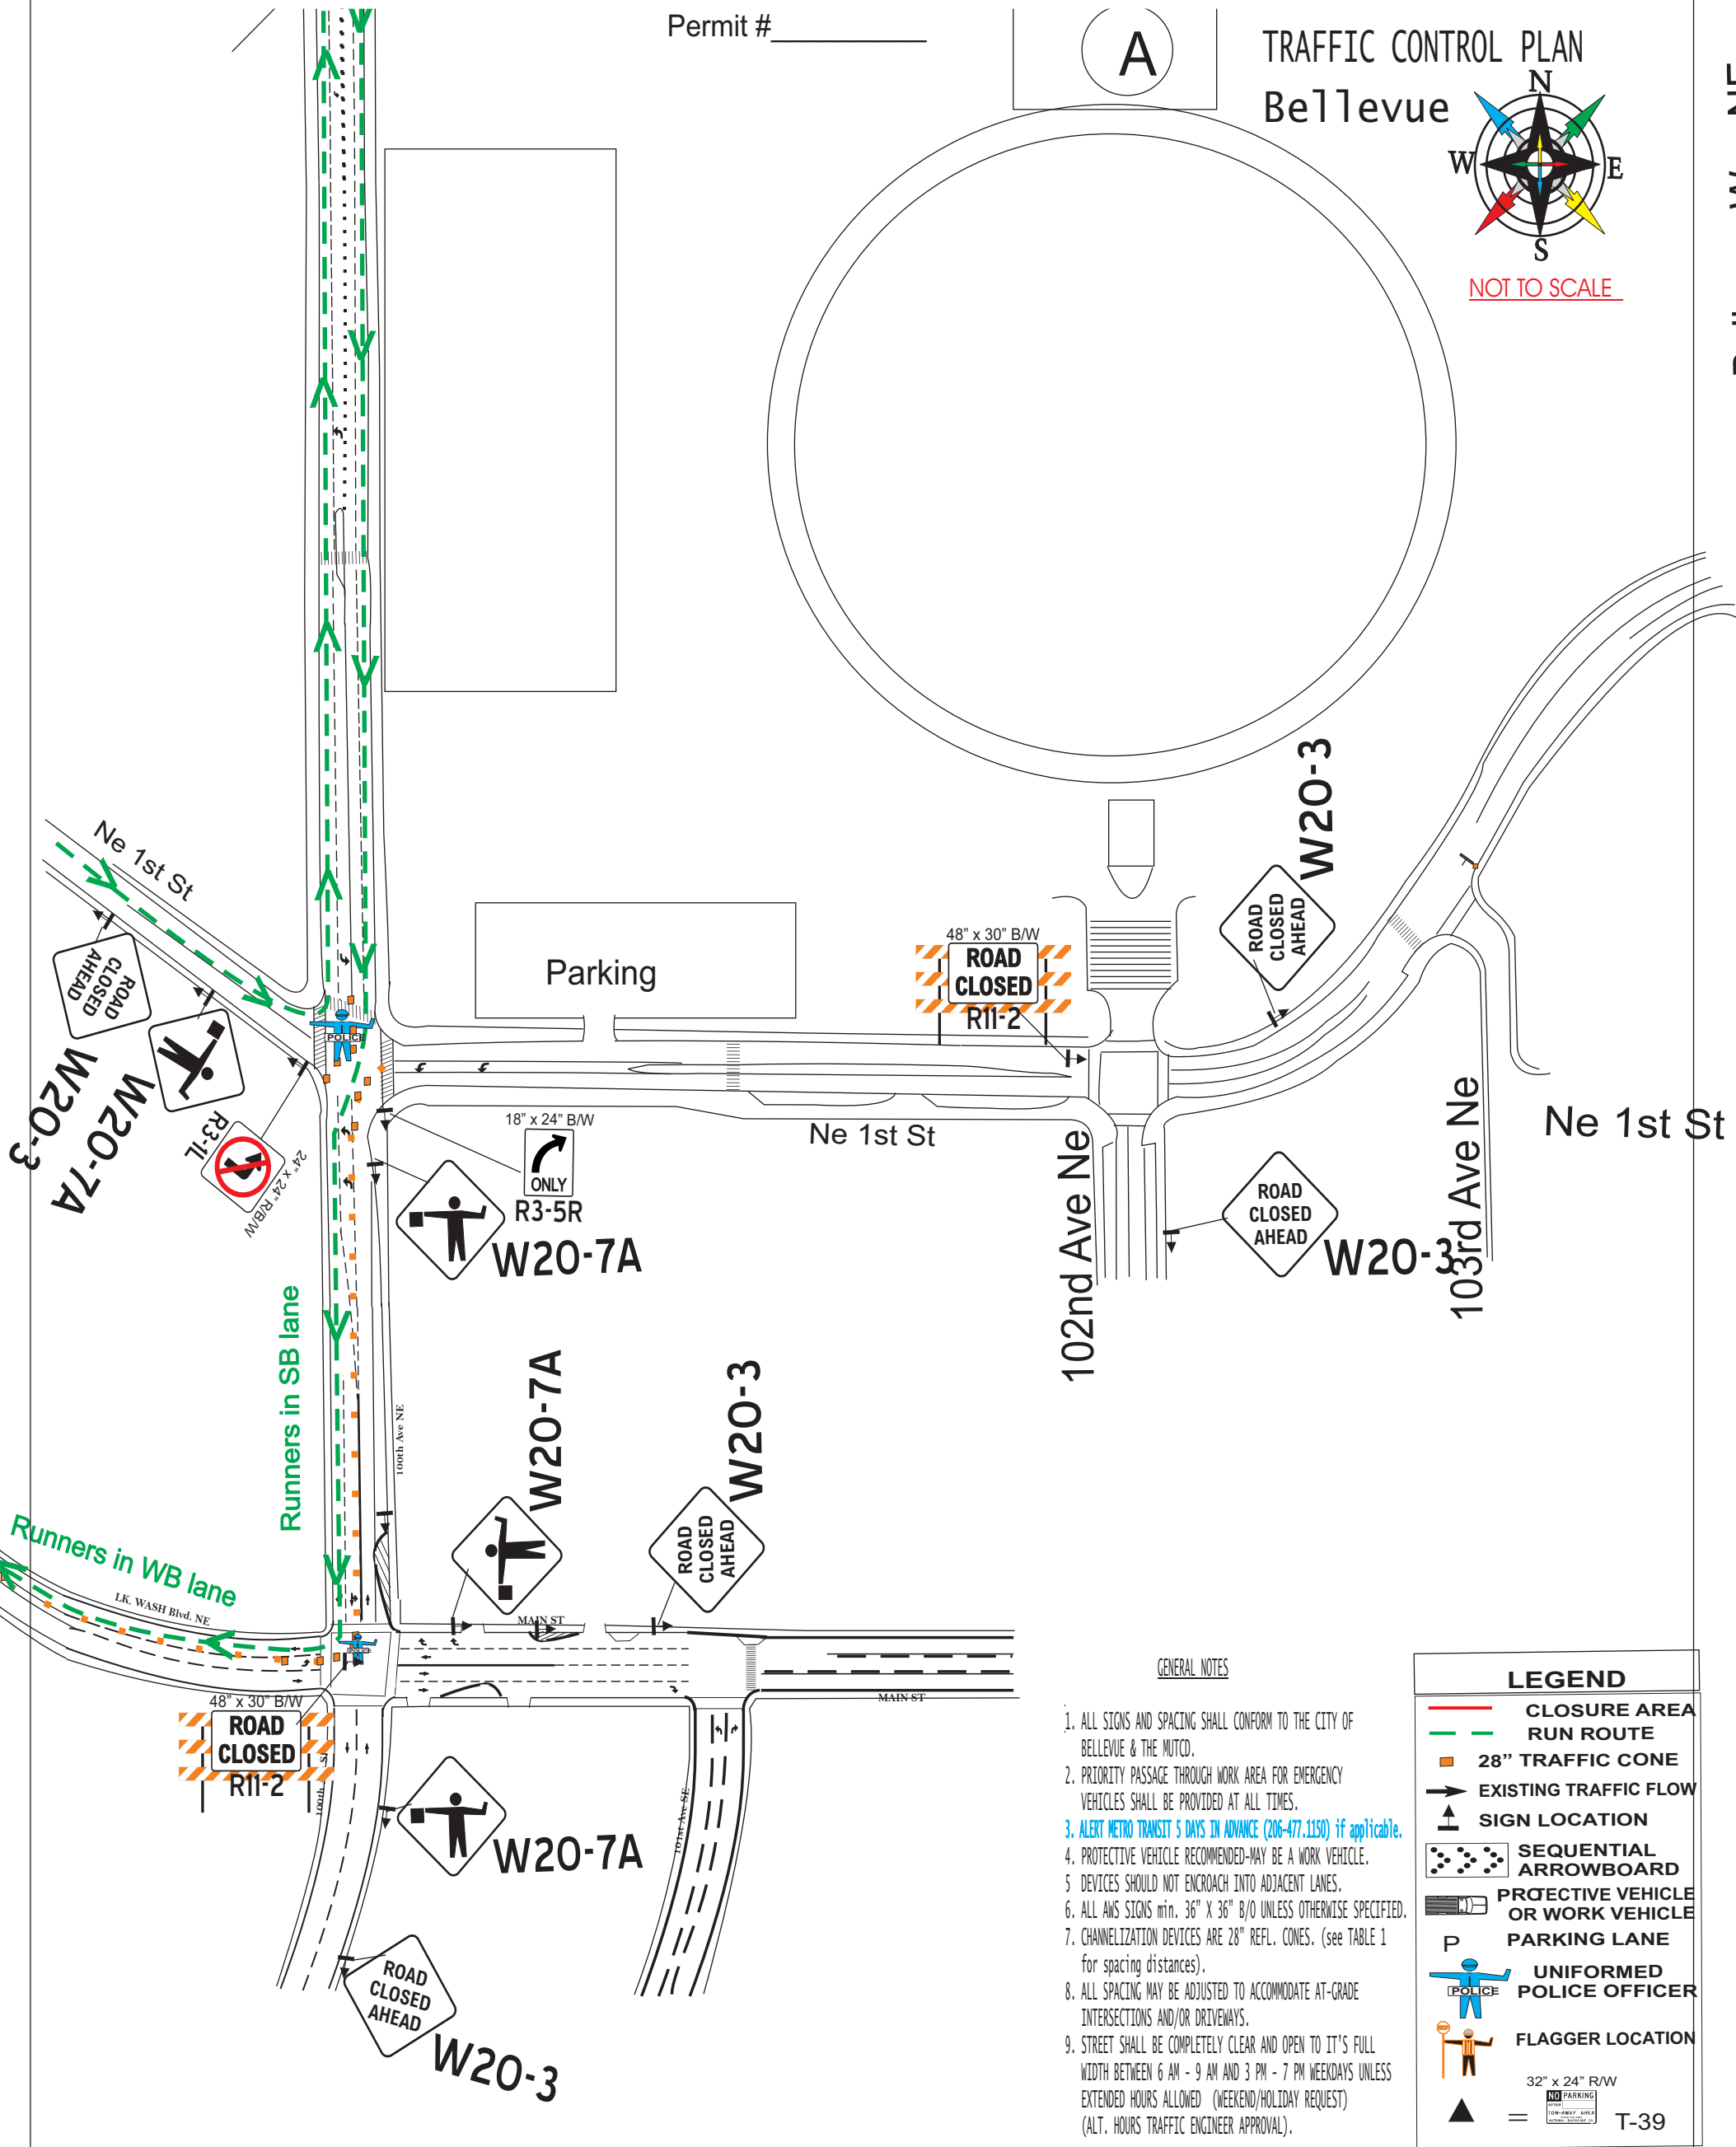 Permit #__________
A
TRAFFIC CONTROL PLAN
Bellevue
N
W
E
S
NOT TO SCALE
Ne 1st St
W20-3
ROAD
CLOSED
AHEAD
48" x 30" B/W
ROAD
CLOSED
R11-2
Parking
ROAD
CLOSED
AHEAD
W20-3
W20-7A
POLICE
R3-1L
24" x 24" R/B/W
18" x 24" B/W
ONLY
R3-5R
W20-7A
Ne 1st St
Ne 1st St
102nd Ave Ne
103rd Ave Ne
ROAD
CLOSED
AHEAD
W20-3
Runners in SB lane
100th Ave NE
W20-7A
W20-3
ROAD
CLOSED
AHEAD
Runners in WB lane
LK. WASH Blvd. NE
MAIN ST
MAIN ST
POLICE
48" x 30" B/W
ROAD
CLOSED
R11-2
100th
W20-7A
101st Ave SE
ROAD
CLOSED
AHEAD
W20-3
GENERAL NOTES
1. ALL SIGNS AND SPACING SHALL CONFORM TO THE CITY OF
BELLEVUE & THE MUTCD.
2. PRIORITY PASSAGE THROUGH WORK AREA FOR EMERGENCY
VEHICLES SHALL BE PROVIDED AT ALL TIMES.
3. ALERT METRO TRANSIT 5 DAYS IN ADVANCE (206-477.1150) if applicable.
4. PROTECTIVE VEHICLE RECOMMENDED-MAY BE A WORK VEHICLE.
5 DEVICES SHOULD NOT ENCROACH INTO ADJACENT LANES.
6. ALL AWS SIGNS min. 36" X 36" B/O UNLESS OTHERWISE SPECIFIED.
7. CHANNELIZATION DEVICES ARE 28" REFL. CONES. (see TABLE 1
for spacing distances).
8. ALL SPACING MAY BE ADJUSTED TO ACCOMMODATE AT-GRADE
INTERSECTIONS AND/OR DRIVEWAYS.
9. STREET SHALL BE COMPLETELY CLEAR AND OPEN TO IT'S FULL
WIDTH BETWEEN 6 AM - 9 AM AND 3 PM - 7 PM WEEKDAYS UNLESS
EXTENDED HOURS ALLOWED (WEEKEND/HOLIDAY REQUEST)
(ALT. HOURS TRAFFIC ENGINEER APPROVAL).
LEGEND
CLOSURE AREA
RUN ROUTE
28" TRAFFIC CONE
EXISTING TRAFFIC FLOW
SIGN LOCATION
SEQUENTIAL
ARROWBOARD
PROTECTIVE VEHICLE
OR WORK VEHICLE
P PARKING LANE
UNIFORMED
POLICE OFFICER
POLICE
FLAGGER LOCATION
32" x 24" R/W
NO PARKING
TOW-AWAY AREA
= T-39